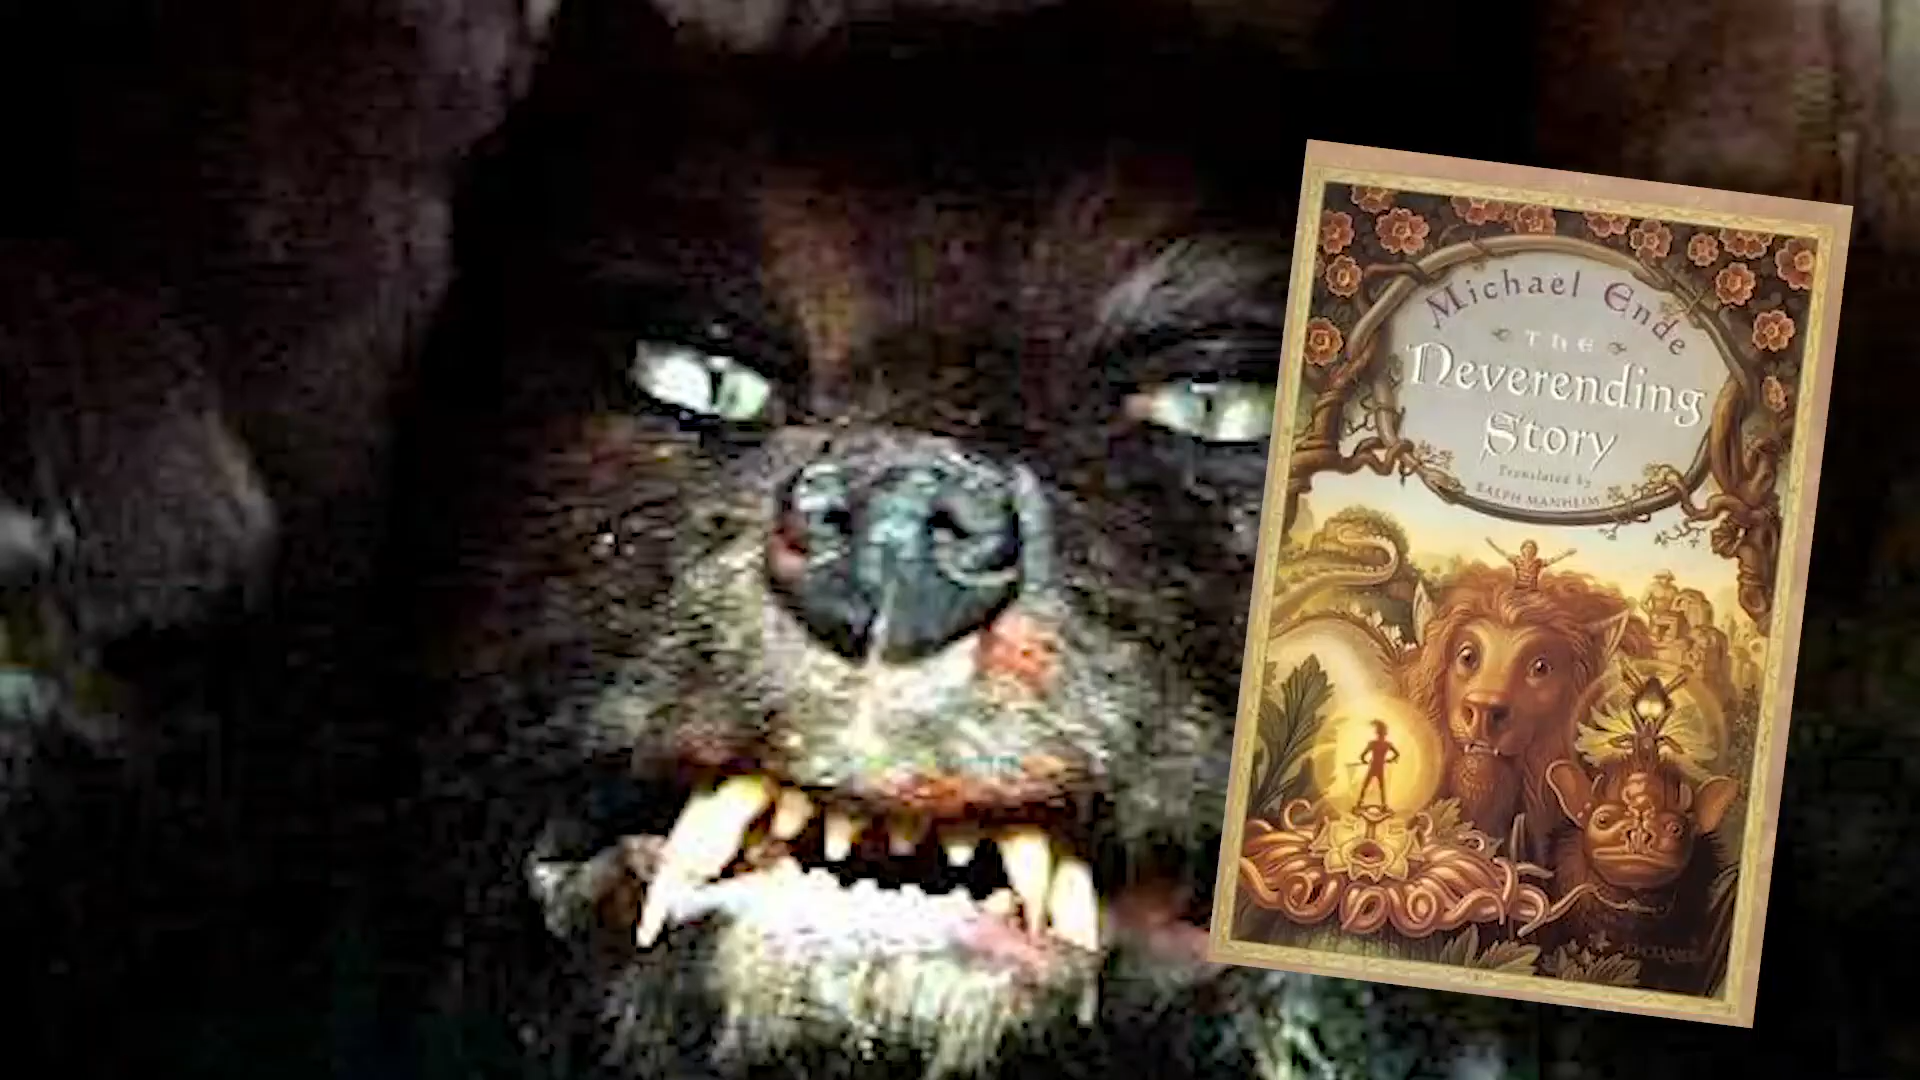 Michael Ende
THE
Neverending
Story
Translated by
RALPH MANHEIM